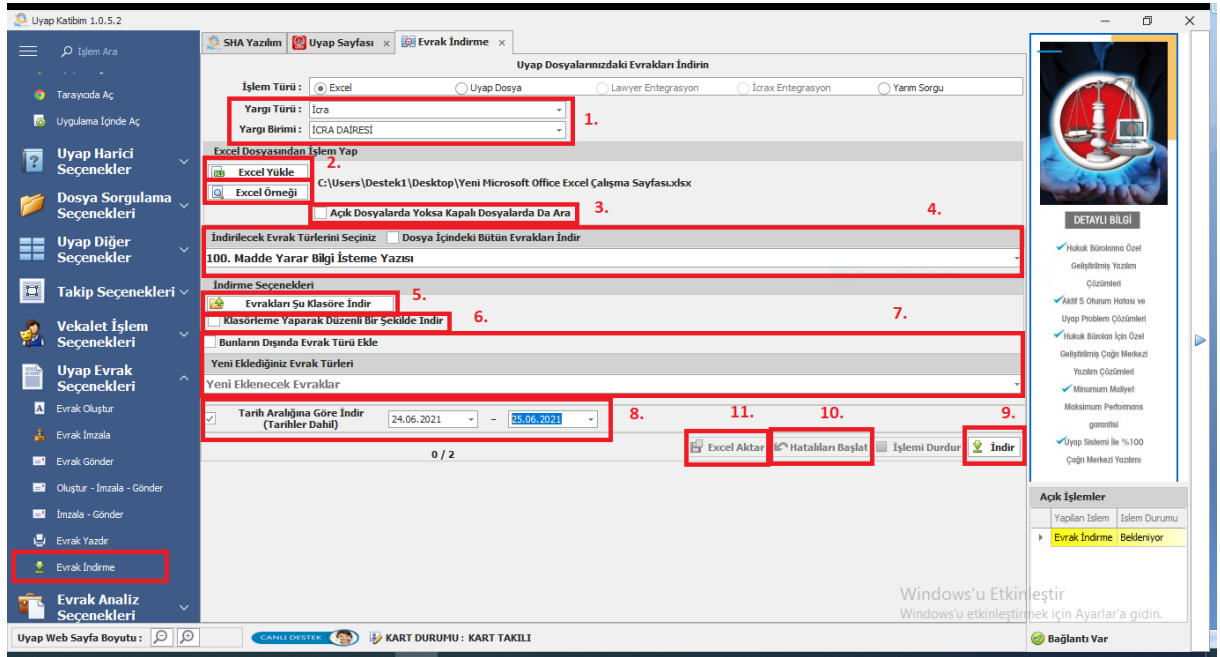 Uyap Katibim 1.0.5.2
İşlem Ara
Tarayıcıda Aç
Uygulama İçinde Aç
Uyap Harici
Seçenekler
Dosya Sorgulama
Seçenekleri
Uyap Diğer
Seçenekler
Takip Seçenekleri
Vekalet İşlem
Seçenekleri
Uyap Evrak
Seçenekleri
Evrak Oluştur
Evrak İmzala
Evrak Gönder
Oluştur - İmzala - Gönder
İmzala - Gönder
Evrak Yazdır
Evrak İndirme
Evrak Analiz
Seçenekleri
SHA Yazılım
Uyap Sayfası
Evrak İndirme
Uyap Dosyalarınızdaki Evrakları İndirin
İşlem Türü : Excel Uyap Dosya Lawyer Entegrasyon İcrax Entegrasyon Yarım Sorgu
Yargı Türü : İcra
1.
Yargı Birimi : İCRA DAİRESİ
Excel Dosyasından İşlem Yap
2.
Excel Yükle
C:\Users\Destek1\Desktop\Yeni Microsoft Office Excel Çalışma Sayfası.xlsx
Excel Örneği
Açık Dosyalarda Yoksa Kapalı Dosyalarda Da Ara
3.
4.
İndirilecek Evrak Türlerini Seçiniz Dosya İçindeki Bütün Evrakları İndir
100. Madde Yarar Bilgi İsteme Yazısı
İndirme Seçenekleri
Evrakları Şu Klasöre İndir
5.
Klasörleme Yaparak Düzenli Bir Şekilde İndir
6.
7.
Bunların Dışında Evrak Türü Ekle
Yeni Eklediğiniz Evrak Türleri
Yeni Eklenecek Evraklar
Tarih Aralığına Göre İndir
(Tarihler Dahil)
24.06.2021 - 25.06.2021
8.
11.
10.
9.
0 / 2
Excel Aktar
Hatalıları Başlat
İşlemi Durdur
İndir
DETAYLI BİLGİ
Hukuk Bürolarına Özel
Geliştirilmiş Yazılım
Çözümleri
Aktif 5 Oturum Hatası ve
Uyap Problem Çözümleri
Hukuk Büroları İçin Özel
Geliştirilmiş Çağrı Merkezi
Yazılım Çözümleri
Minumum Maliyet
Maksimum Performans
garantisi
Uyap Sistemi İle %100
Çağrı Merkezi Yazılımı
Açık İşlemler
Yapilan Islem Islem Durumu
Evrak İndirme Bekleniyor
Windows'u Etkinleştir
Windows'u etkinleştirmek için Ayarlar'a gidin.
Uyap Web Sayfa Boyutu :
CANLI DESTEK
KART DURUMU : KART TAKILI
Bağlantı Var